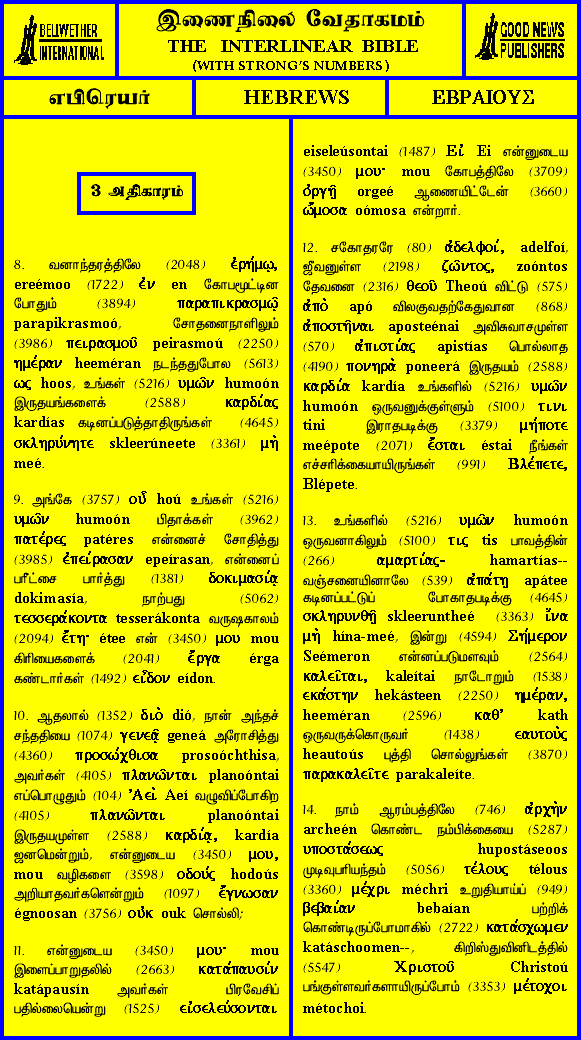 BELLWETHER
INTERNATIONAL
இணைநிலை வேதாகமம்
THE INTERLINEAR BIBLE
(WITH STRONG'S NUMBERS)
GOOD NEWS
PUBLISHERS
எபிரெயர்
HEBREWS
ΕΒΡΑΙΟΥΣ
3 அதிகாரம்
8. வனாந்தரத்திலே (2048) ἐρήμῳ,
ereémoo (1722) ἐν en கோபமூட்டின
போதும் (3894) παραπικρασμῷ
parapikrasmoó, சோதனைநாளிலும்
(3986) πειρασμοῦ peirasmoú (2250)
ημέραν heeméran நடந்ததுபோல (5613)
ως hoos, உங்கள் (5216) υμῶν humoón
இருதயங்களைக் (2588) καρδίας
kardías கடினப்படுத்தாதிருங்கள் (4645)
σκληρύνητε skleerúneete (3361) μὴ
meé.
9. அங்கே (3757) οὗ hoú உங்கள் (5216)
υμῶν humoón பிதாக்கள் (3962)
πατέρες patéres என்னைச் சோதித்து
(3985) ἐπείρασαν epeírasan, என்னைப்
பரீட்சை பார்த்து (1381) δοκιμασίᾳ
dokimasía, நாற்பது (5062)
τεσσεράκοντα tesserákonta வருஷகாலம்
(2094) ἔτη· étee என் (3450) μου mou
கிரியைகளைக் (2041) ἔργα érga
கண்டார்கள் (1492) εἶδον eídon.
10. ஆதலால் (1352) διὸ dió, நான் அந்தச்
சந்ததியை (1074) γενεᾷ geneá அரோசித்து
(4360) προσώχθισα prosoóchthisa,
அவர்கள் (4105) πλανῶνται planoóntai
எப்பொழுதும் (104) Ἀεὶ Aeí வழுவிப்போகிற
(4105) πλανῶνται planoóntai
இருதயமுள்ள (2588) καρδίᾳ, kardía
ஜனமென்றும், என்னுடைய (3450) μου,
mou வழிகளை (3598) οδούς hodoús
அறியாதவர்களென்றும் (1097) ἔγνωσαν
égnoosan (3756) οὐκ ouk சொல்லி;
11. என்னுடைய (3450) μου· mou
இளைப்பாறுதலில் (2663) κατάπαυσίν
katápausín அவர்கள் பிரவேசிப்
பதில்லையென்று (1525) εἰσελεύσονται
eiseleúsontai (1487) Εἰ Ei என்னுடைய
(3450) μου· mou கோபத்திலே (3709)
ὀργῇ orgeé ஆணையிட்டேன் (3660)
ὤμοσα oómosa என்றார்.
12. சகோதரரே (80) ἀδελφοί, adelfoí,
ஜீவனுள்ள (2198) ζῶντος, zoóntos
தேவனை (2316) θεοῦ Theoú விட்டு (575)
ἀπὸ apó விலகுவதற்கேதுவான (868)
ἀποστῆναι aposteénai அவிசுவாசமுள்ள
(570) ἀπιστίας apistías பொல்லாத
(4190) πονηρὰ poneerá இருதயம் (2588)
καρδία kardía உங்களில் (5216) υμῶν
humoón ஒருவனுக்குள்ளும் (5100) τινι
tini இராதபடிக்கு (3379) μήποτε
meépote (2071) ἔσται éstai நீங்கள்
எச்சரிக்கையாயிருங்கள் (991) Βλέπετε,
Blépete.
13. உங்களில் (5216) υμῶν humoón
ஒருவனாகிலும் (5100) τις tis பாவத்தின்
(266) αμαρτίας- hamartías--
வஞ்சனையினாலே (539) ἀπάτῃ apátee
கடினப்பட்டுப் போகாதபடிக்கு (4645)
σκληρυνθῇ skleeruntheé (3363) ἵνα
μὴ hína-meé, இன்று (4594) Σήμερον
Seémeron என்னப்படுமளவும் (2564)
καλεῖται, kaleítai நாடோறும் (1538)
εκάστην hekásteen (2250) ημέραν,
heeméran (2596) καθ' kath
ஒருவருக்கொருவர் (1438) εαυτοὺς
heautoús புத்தி சொல்லுங்கள் (3870)
παρακαλεῖτε parakaleíte.
14. நாம் ஆரம்பத்திலே (746) ἀρχὴν
archeén கொண்ட நம்பிக்கையை (5287)
υποστάσεως hupostáseoos
முடிவுபரியந்தம் (5056) τέλους télous
(3360) μέχρι méchri உறுதியாய்ப் (949)
βεβαίαν bebaían பற்றிக்
கொண்டிருப்போமாகில் (2722) κατάσχωμεν
katáschoomen--, கிறிஸ்துவினிடத்தில்
(5547) Χριστοῦ Christoú
பங்குள்ளவர்களாயிருப்போம் (3353) μέτοχοι
métochoi.